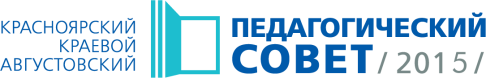 КРАСНОЯРСКИЙ
КРАЕВОЙ
АВГУСТОВСКИЙ
ПЕДАГОГИЧЕСКИЙ
СОВЕТ / 2015 /